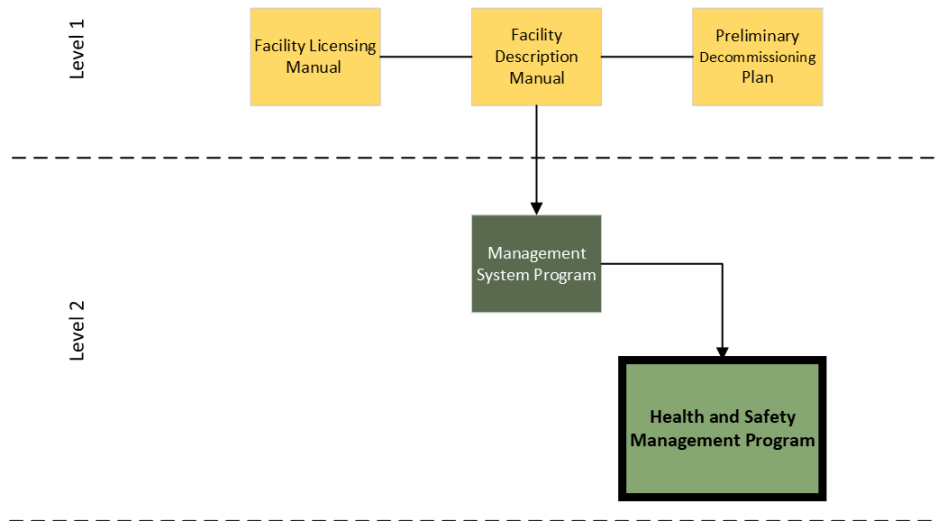 Level 1
Facility Licensing
Manual
Facility
Description
Manual
Preliminary
Decommissioning
Plan
Level 2
Management
System Program
Health and Safety
Management Program